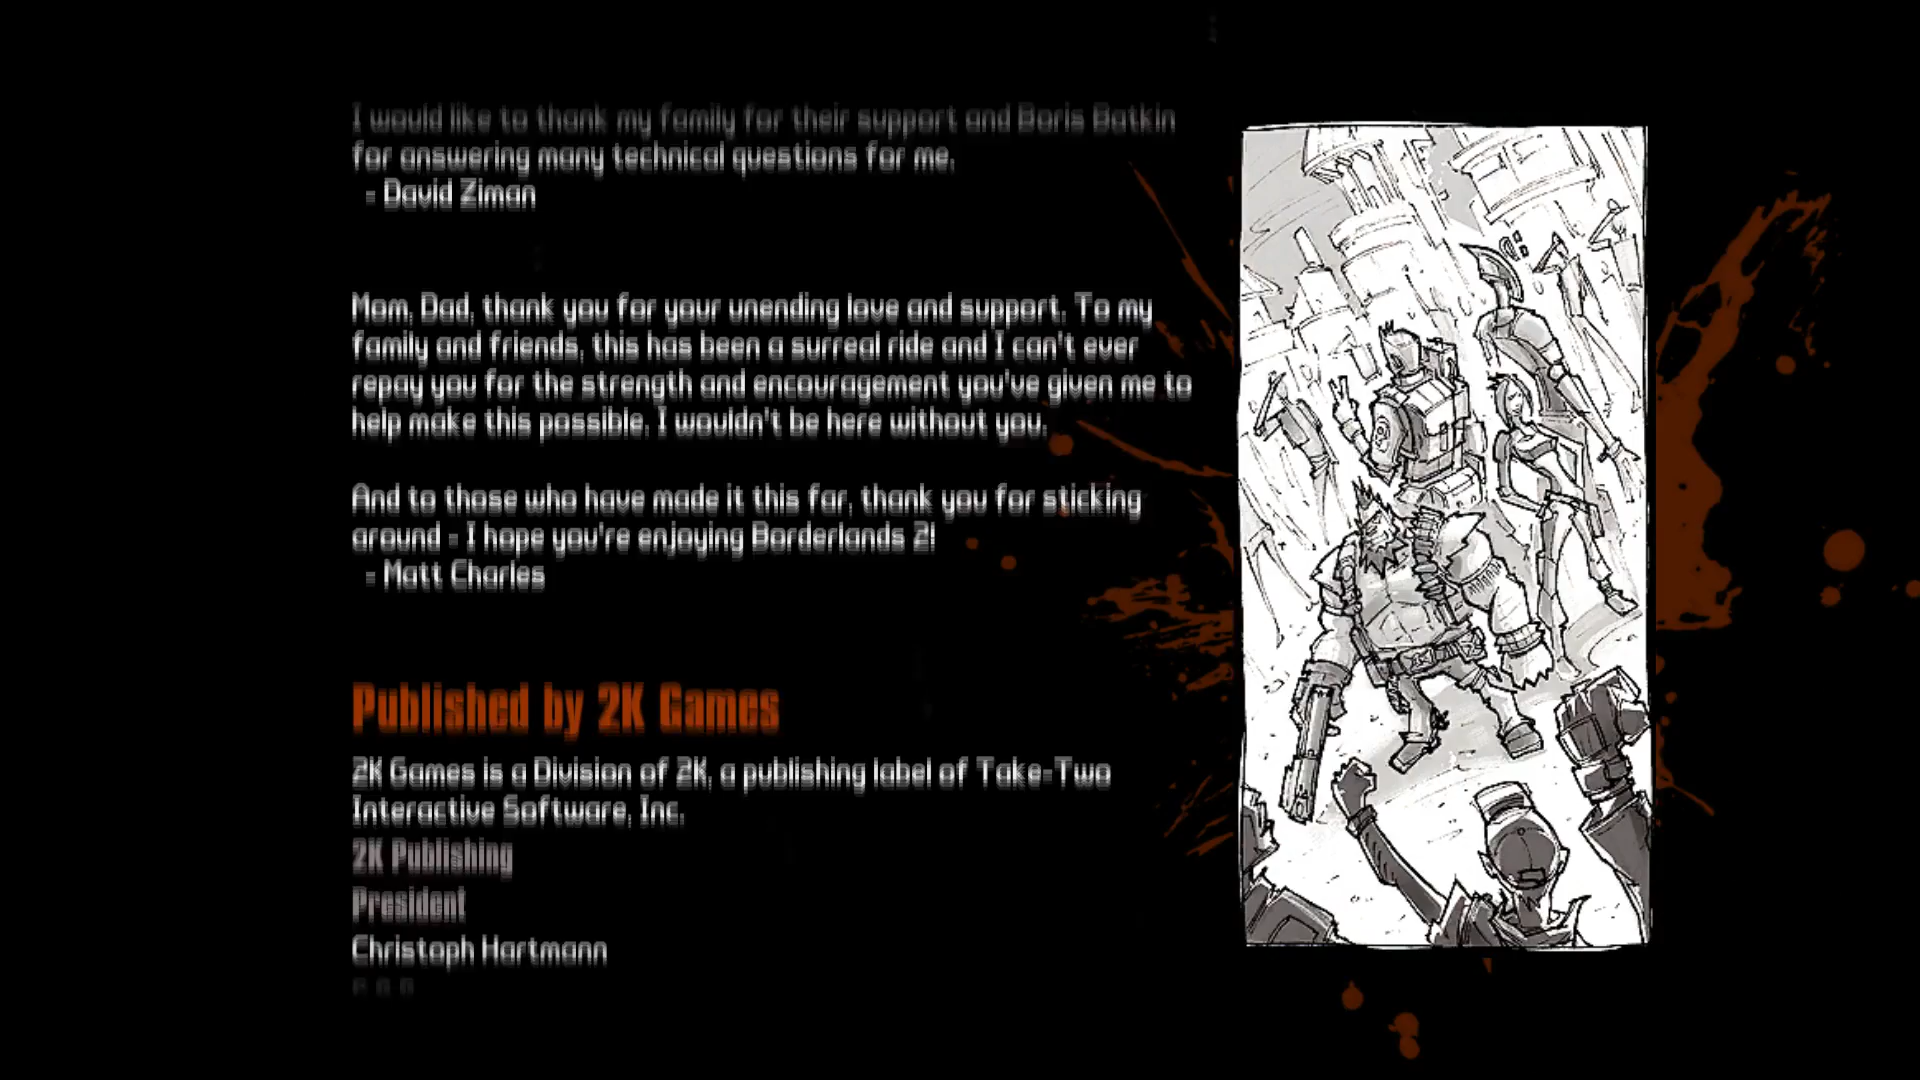 I would like to thank my family for their support and Boris Batkin
for answering many technical questions for me.
- David Ziman
Mom, Dad, thank you for your unending love and support. To my
family and friends, this has been a surreal ride and I can't ever
repay you for the strength and encouragement you've given me to
help make this possible. I wouldn't be here without you.
And to those who have made it this far, thank you for sticking
around - I hope you're enjoying Borderlands 2!
- Matt Charles
Published by 2K Games
2K Games is a Division of 2K, a publishing label of Take-Two
Interactive Software, Inc.
2K Publishing
President
Christoph Hartmann